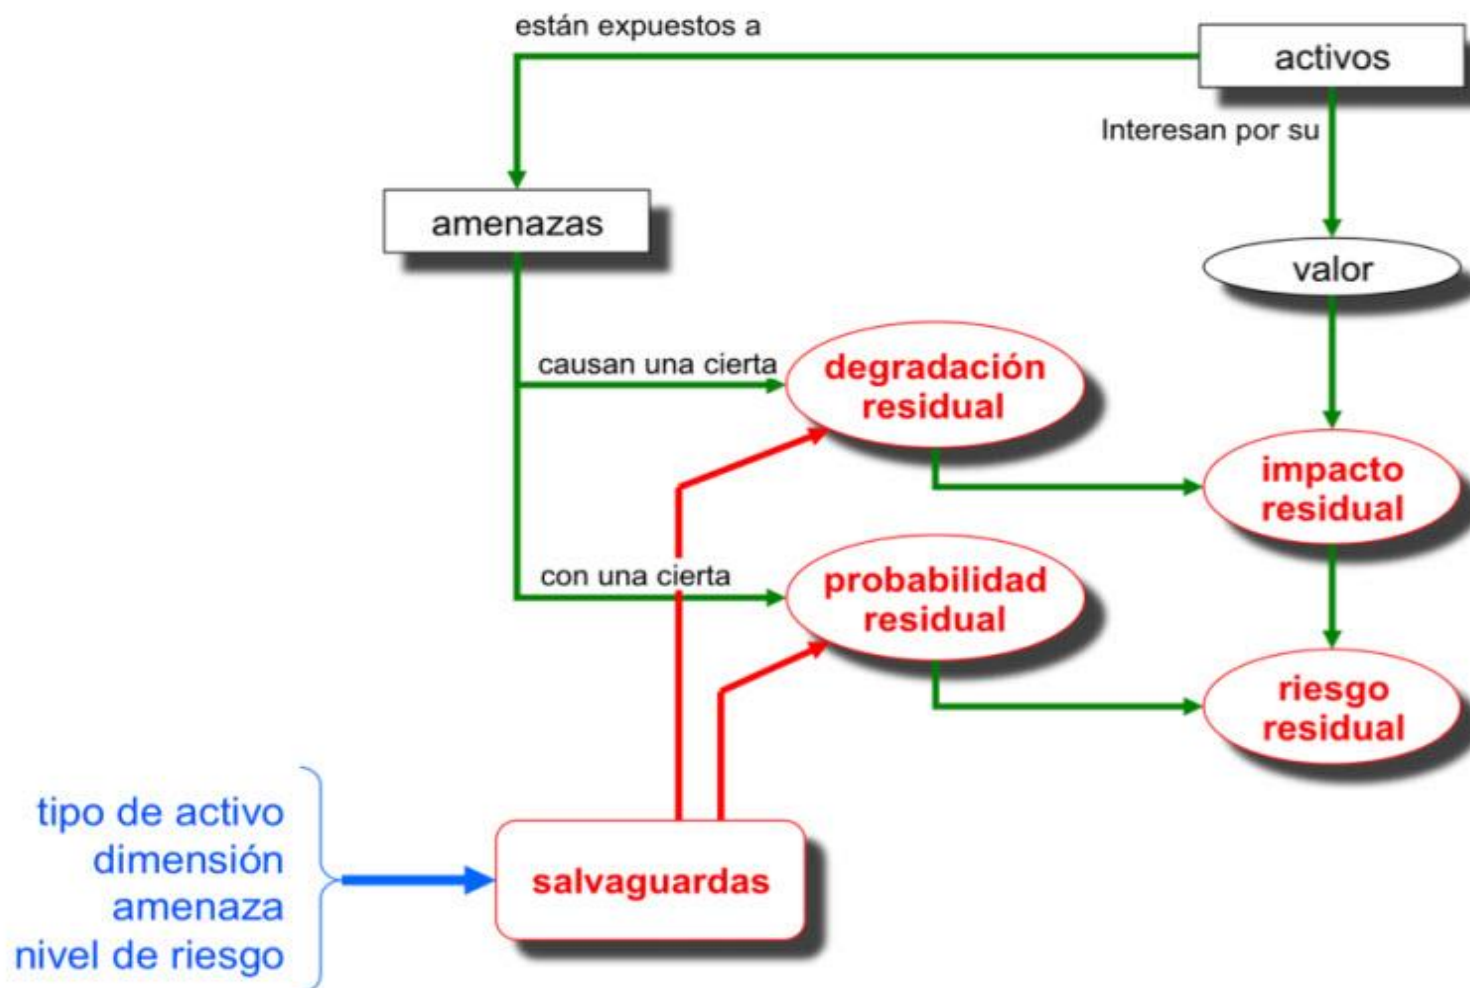 están expuestos a
activos
Interesan por su
amenazas
valor
causan una cierta
degradación
residual
impacto
residual
con una cierta
probabilidad
residual
riesgo
residual
tipo de activo
dimensión
amenaza
nivel de riesgo
salvaguardas